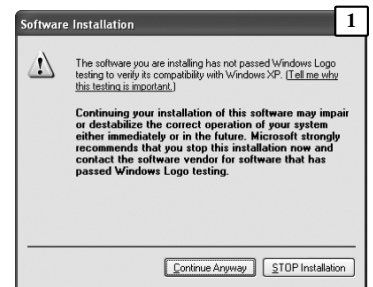 Software Installation
1
The software you are installing has not passed Windows Logo
testing to verify its compatibility with Windows XP. (Tell me why
this testing is important.)
Continuing your installation of this software may impair
or destabilize the correct operation of your system
either immediately or in the future. Microsoft strongly
recommends that you stop this installation now and
contact the software vendor for software that has
passed Windows Logo testing.
Continue Anyway
STOP Installation